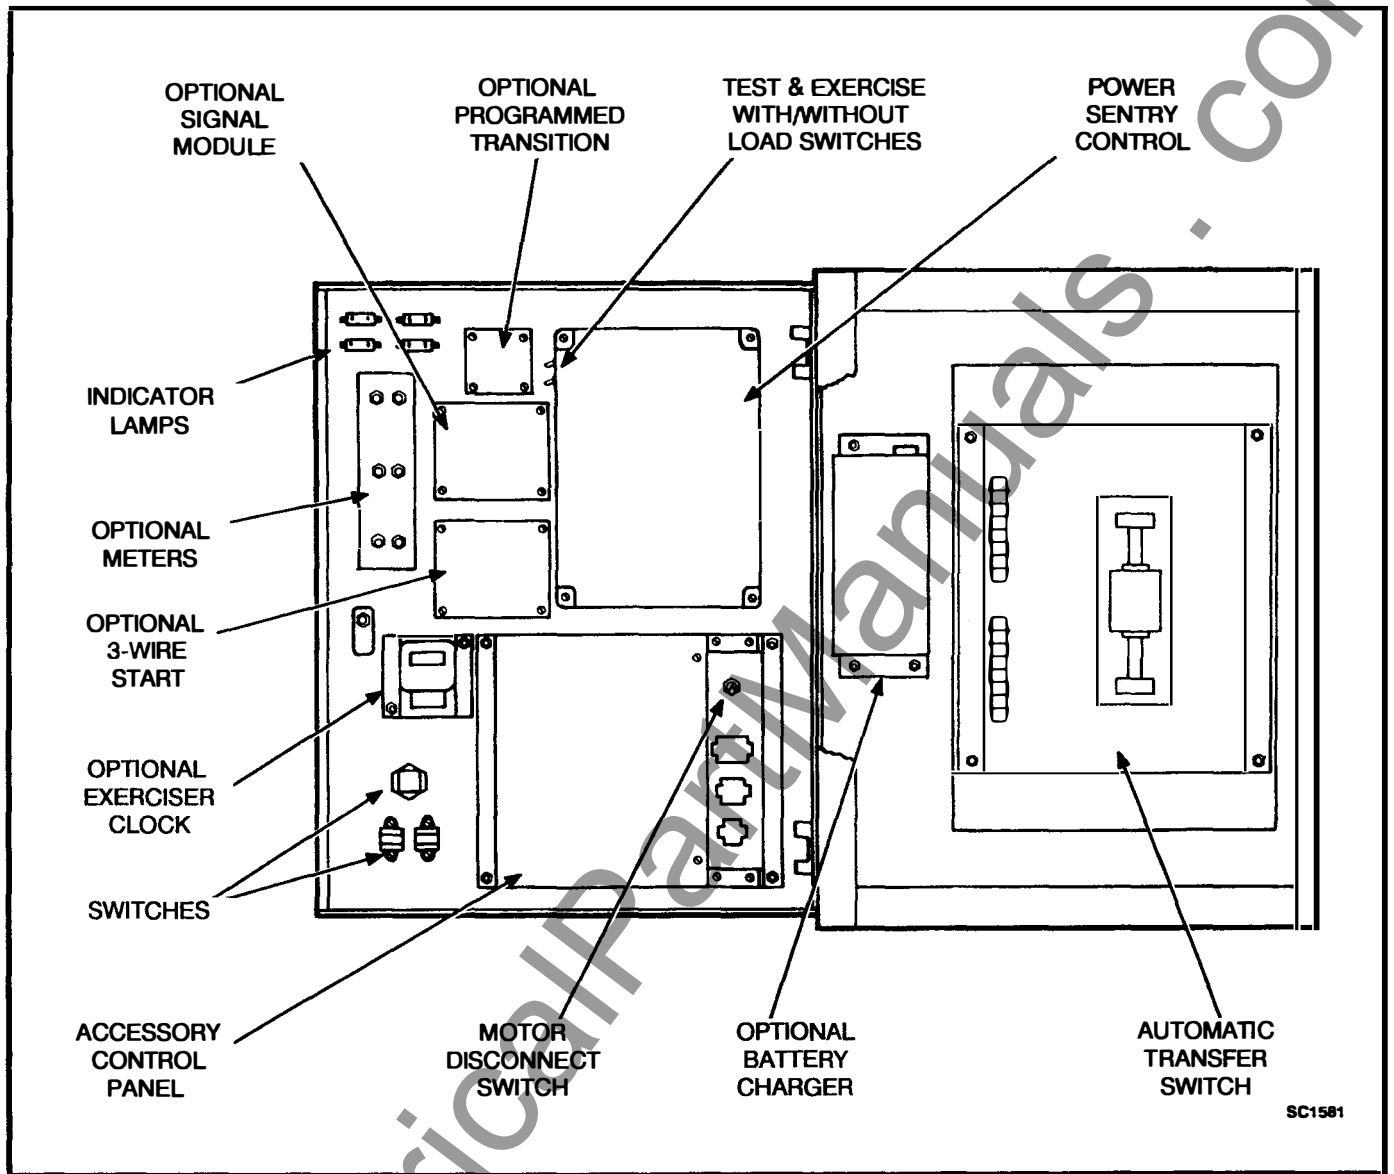 OPTIONAL
SIGNAL
MODULE
OPTIONAL
PROGRAMMED
TRANSITION
TEST & EXERCISE
WITH/WITHOUT
LOAD SWITCHES
POWER
SENTRY
CONTROL
INDICATOR
LAMPS
OPTIONAL
METERS
OPTIONAL
3-WIRE
START
OPTIONAL
EXERCISER
CLOCK
SWITCHES
ACCESSORY
CONTROL
PANEL
MOTOR
DISCONNECT
SWITCH
OPTIONAL
BATTERY
CHARGER
AUTOMATIC
TRANSFER
SWITCH
SC1581
ricalPartManuals . co